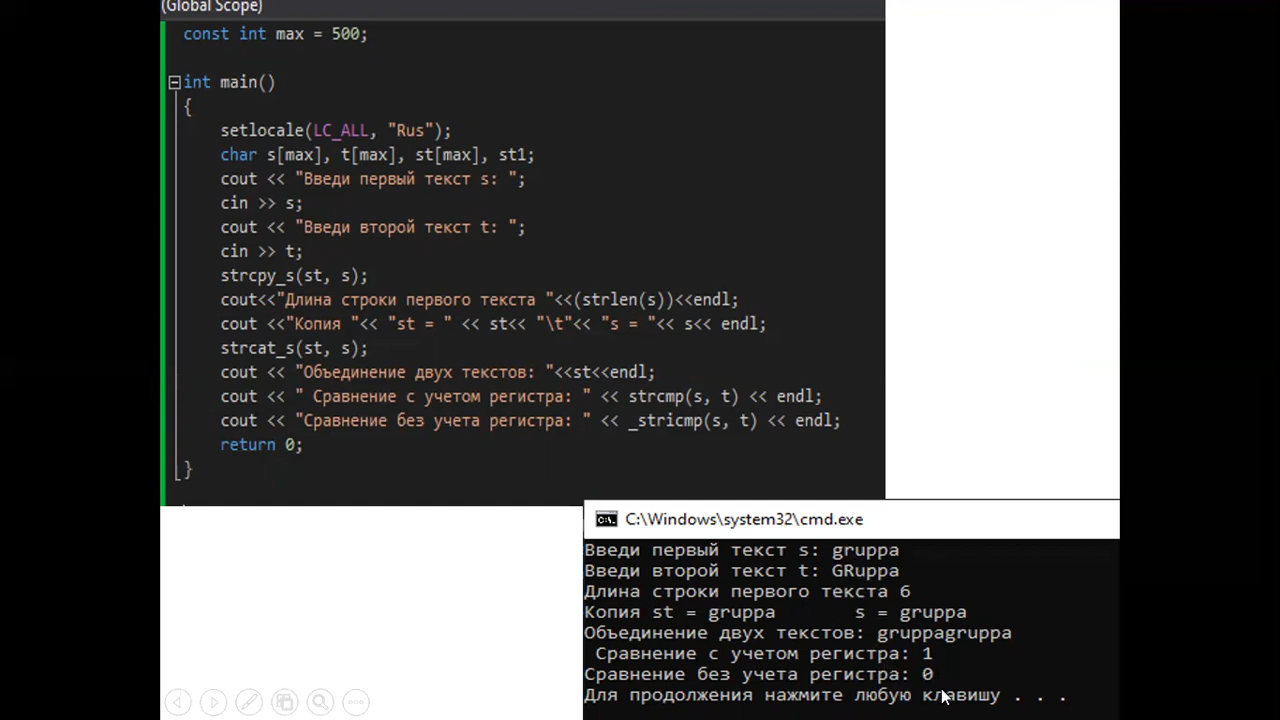 (Global Scope)
const int max = 500;
int main()
{
setlocale(LC_ALL, "Rus");
char s[max], t[max], st[max], st1;
cout << "Введи первый текст s: ";
cin >> s;
cout << "Введи второй текст t: ";
cin >> t;
strcpy_s(st, s);
cout<<"Длина строки первого текста "<<(strlen(s))<<endl;
cout <<"Копия "<< "st = " << st<< "\t"<< "s = "<< s<< endl;
strcat_s(st, s);
cout << "Объединение двух текстов: "<<st<<endl;
cout << " Сравнение с учетом регистра: " << strcmp(s, t) << endl;
cout << "Сравнение без учета регистра: " << _stricmp(s, t) << endl;
return 0;
}
C:\Windows\system32\cmd.exe
Введи первый текст s: gruppa
Введи второй текст t: GRuppa
Длина строки первого текста 6
Копия st = gruppa s = gruppa
Объединение двух текстов: gruppagruppa
Сравнение с учетом регистра: 1
Сравнение без учета регистра: 0
Для продолжения нажмите любую клавишу . . .